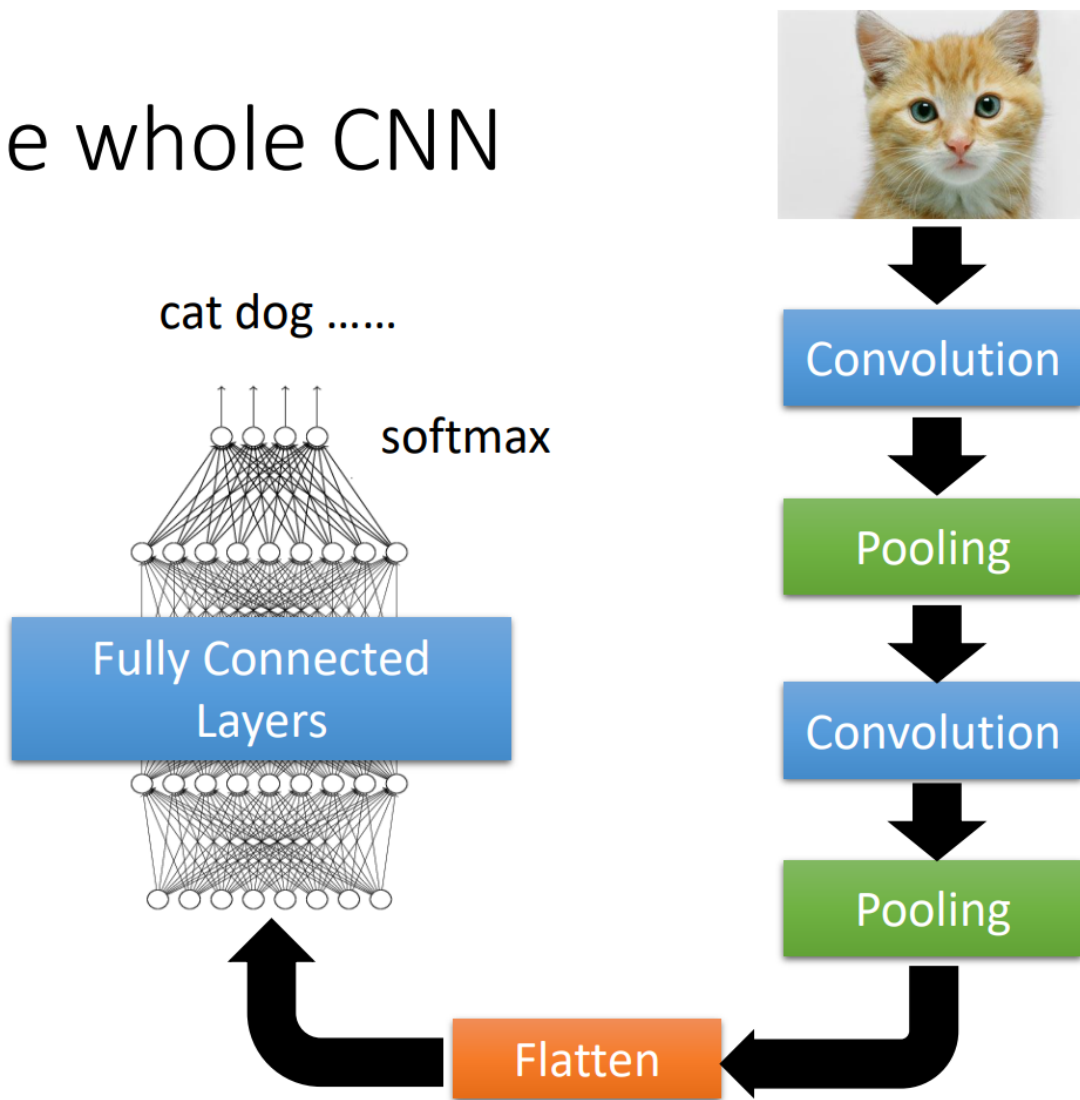 e whole CNN
cat dog ……
softmax
Fully Connected
Layers
Convolution
Pooling
Convolution
Pooling
Flatten